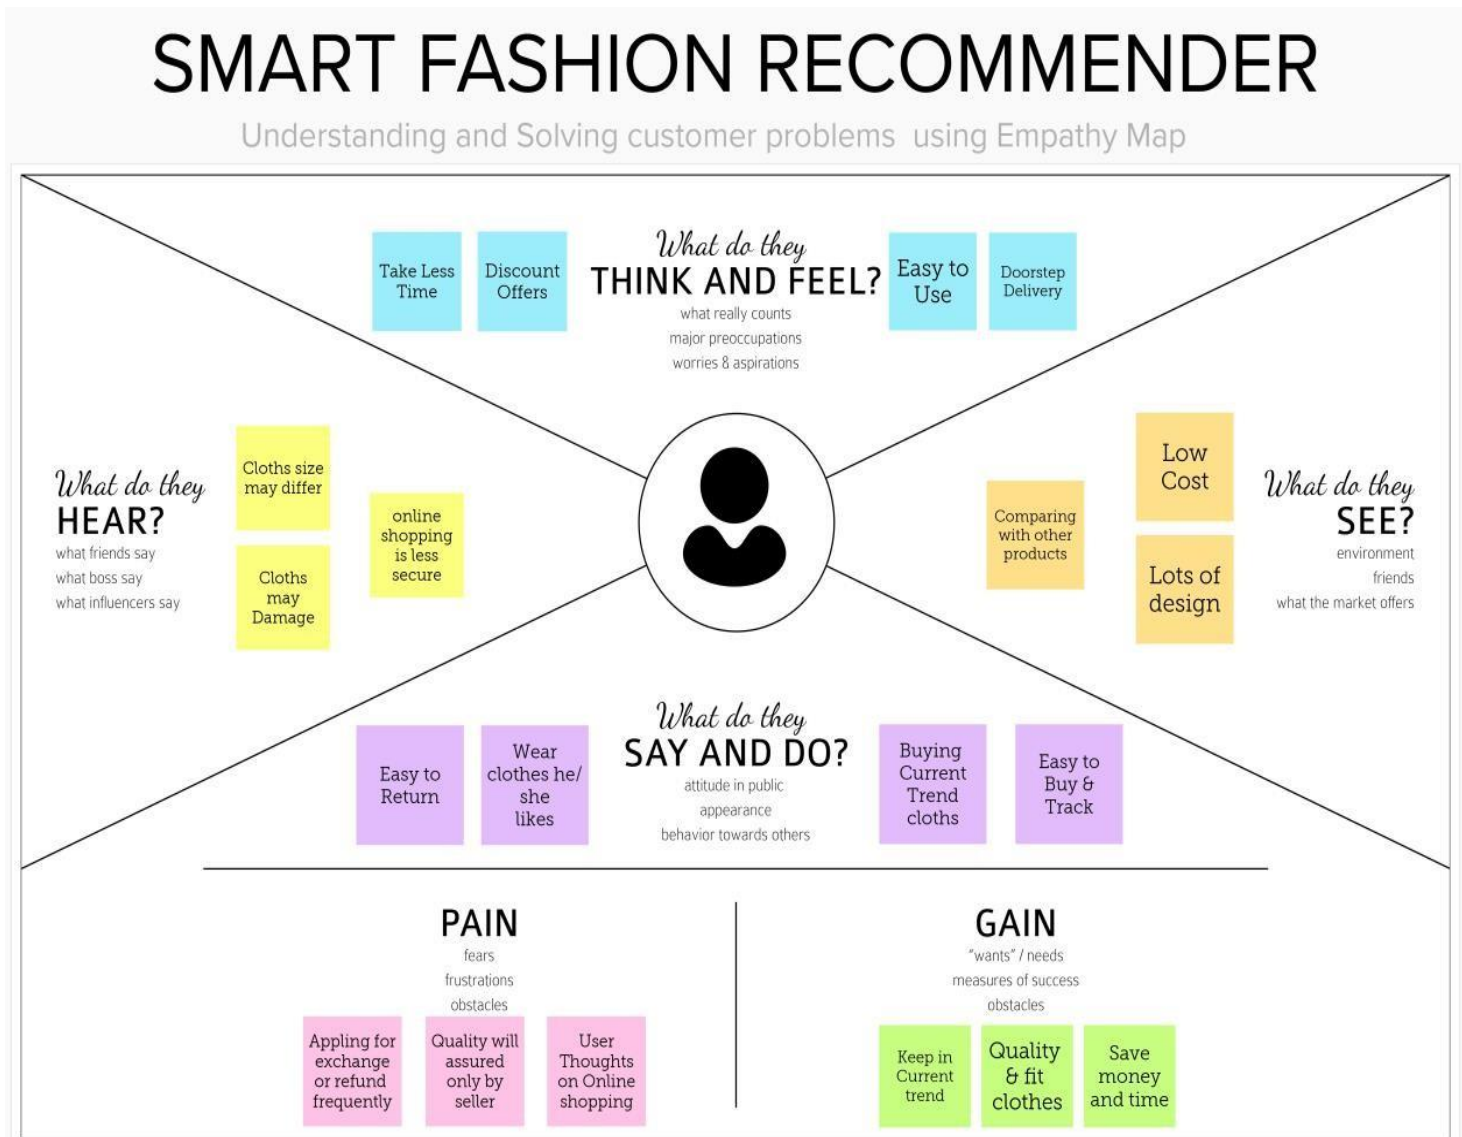 SMART FASHION RECOMMENDER
Understanding and Solving customer problems using Empathy Map
Take Less
Time
Discount
Offers
What do they
THINK AND FEEL?
what really counts
major preoccupations
worries & aspirations
Easy to
Use
Doorstep
Delivery
What do they
HEAR?
what friends say
what boss say
what influencers say
Cloths size
may differ
Cloths
may
Damage
online
shopping
is less
secure
Comparing
with other
products
Low
Cost
Lots of
design
What do they
SEE?
environment
friends
what the market offers
Easy to
Return
Wear
clothes he/
she
likes
What do they
SAY AND DO?
attitude in public
appearance
behavior towards others
Buying
Current
Trend
cloths
Easy to
Buy &
Track
PAIN
fears
frustrations
obstacles
Appling for
exchange
or refund
frequently
Quality will
assured
only by
seller
User
Thoughts
on Online
shopping
GAIN
"wants" / needs
measures of success
obstacles
Keep in
Current
trend
Quality
& fit
clothes
Save
money
and time